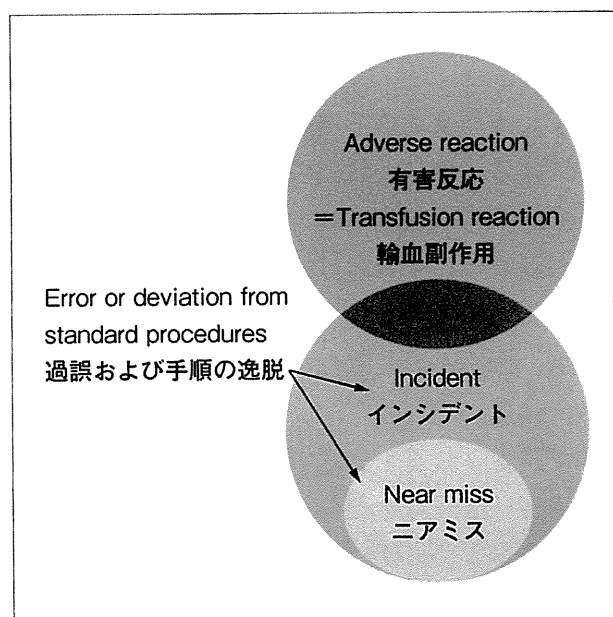 Adverse reaction
有害反応
=Transfusion reaction
輸血副作用
Error or deviation from
standard procedures
過誤および手順の逸脱
Incident
インシデント
Near miss
ニアミス